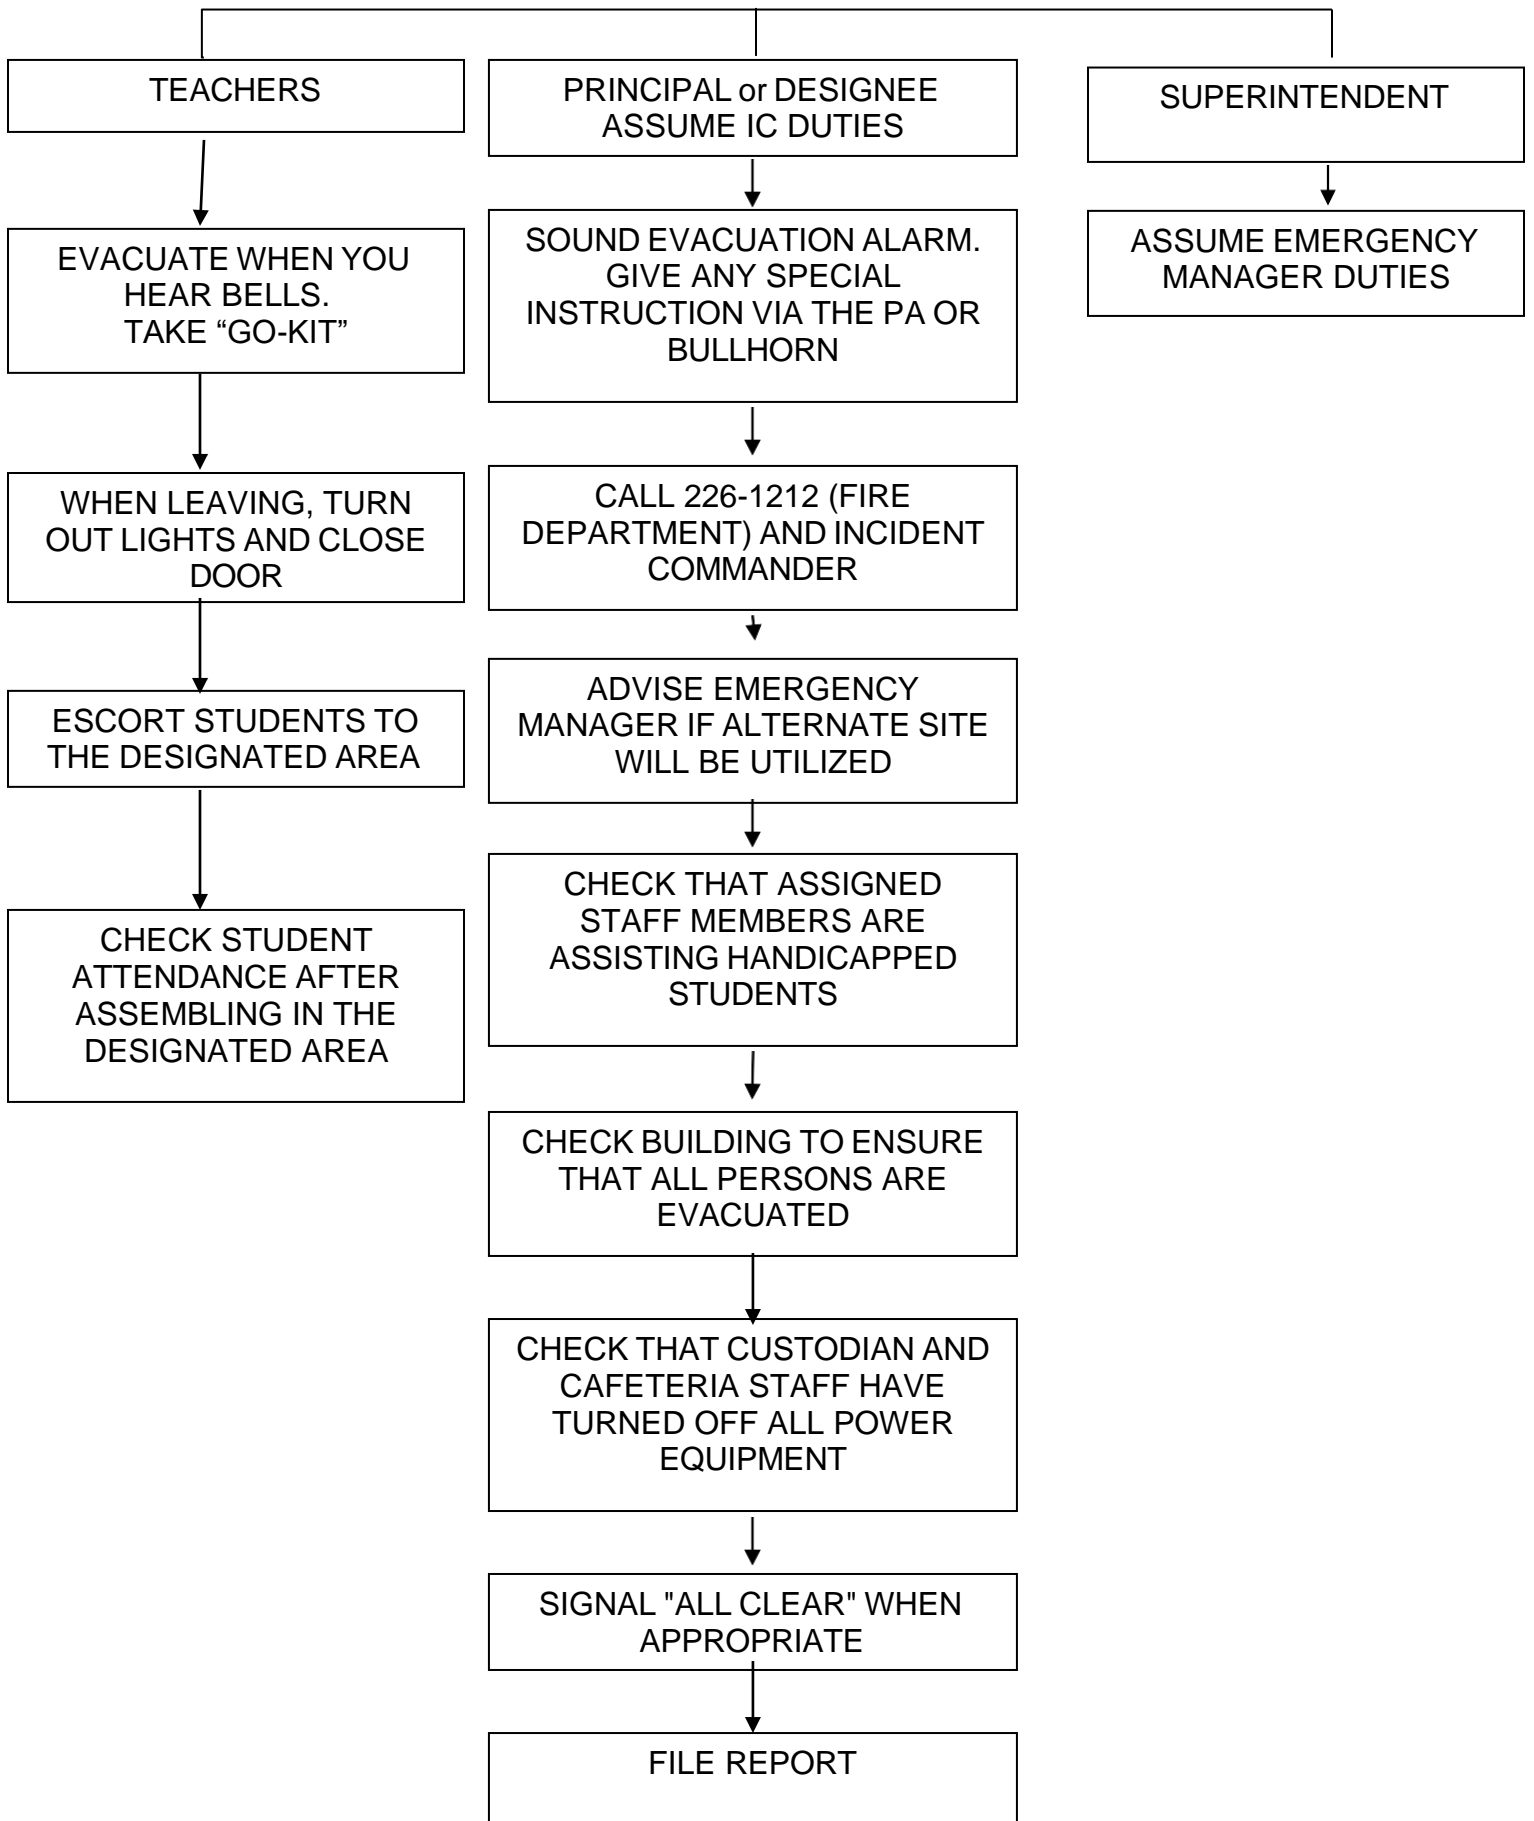 TEACHERS
EVACUATE WHEN YOU
HEAR BELLS.
TAKE “GO-KIT”
WHEN LEAVING, TURN
OUT LIGHTS AND CLOSE
DOOR
ESCORT STUDENTS TO
THE DESIGNATED AREA
CHECK STUDENT
ATTENDANCE AFTER
ASSEMBLING IN THE
DESIGNATED AREA
PRINCIPAL or DESIGNEE
ASSUME IC DUTIES
SOUND EVACUATION ALARM.
GIVE ANY SPECIAL
INSTRUCTION VIA THE PA OR
BULLHORN
CALL 226-1212 (FIRE
DEPARTMENT) AND INCIDENT
COMMANDER
ADVISE EMERGENCY
MANAGER IF ALTERNATE SITE
WILL BE UTILIZED
CHECK THAT ASSIGNED
STAFF MEMBERS ARE
ASSISTING HANDICAPPED
STUDENTS
CHECK BUILDING TO ENSURE
THAT ALL PERSONS ARE
EVACUATED
CHECK THAT CUSTODIAN AND
CAFETERIA STAFF HAVE
TURNED OFF ALL POWER
EQUIPMENT
SIGNAL "ALL CLEAR" WHEN
APPROPRIATE
FILE REPORT
SUPERINTENDENT
ASSUME EMERGENCY
MANAGER DUTIES